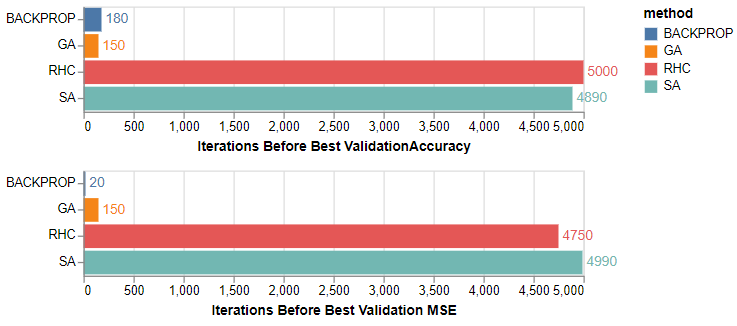 BACKPROP 180
GA 150
RHC 5000
SA 4890
0 500 1,000 1,500 2,000 2,500 3,000 3,500 4,000 4,500 5,000
Iterations Before Best ValidationAccuracy
method
BACKPROP
GA
RHC
SA
BACKPROP 20
GA 150
RHC 4750
SA 4990
0 500 1,000 1,500 2,000 2,500 3,000 3,500 4,000 4,500 5,000
Iterations Before Best Validation MSE